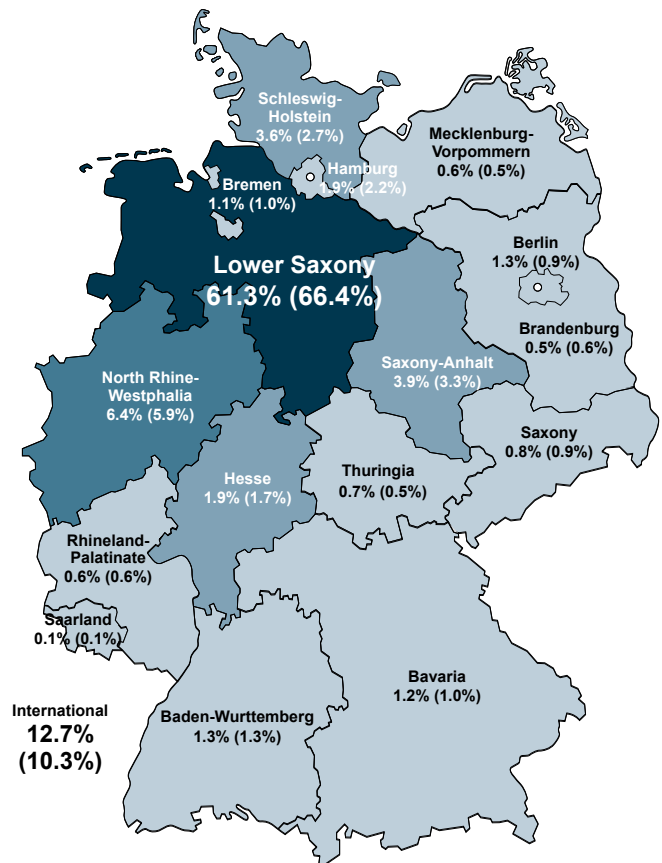 Schleswig-
Holstein
3.6% (2.7%)
Mecklenburg-
Vorpommern
0.6% (0.5%)
Hamburg
1.9% (2.2%)
Bremen
1.1% (1.0%)
Berlin
1.3% (0.9%)
Lower Saxony
61.3% (66.4%)
Brandenburg
0.5% (0.6%)
Saxony-Anhalt
3.9% (3.3%)
North Rhine-
Westphalia
6.4% (5.9%)
Saxony
0.8% (0.9%)
Hesse
1.9% (1.7%)
Thuringia
0.7% (0.5%)
Rhineland-
Palatinate
0.6% (0.6%)
Saarland
0.1% (0.1%)
Bavaria
1.2% (1.0%)
International
12.7%
(10.3%)
Baden-Wurttemberg
1.3% (1.3%)